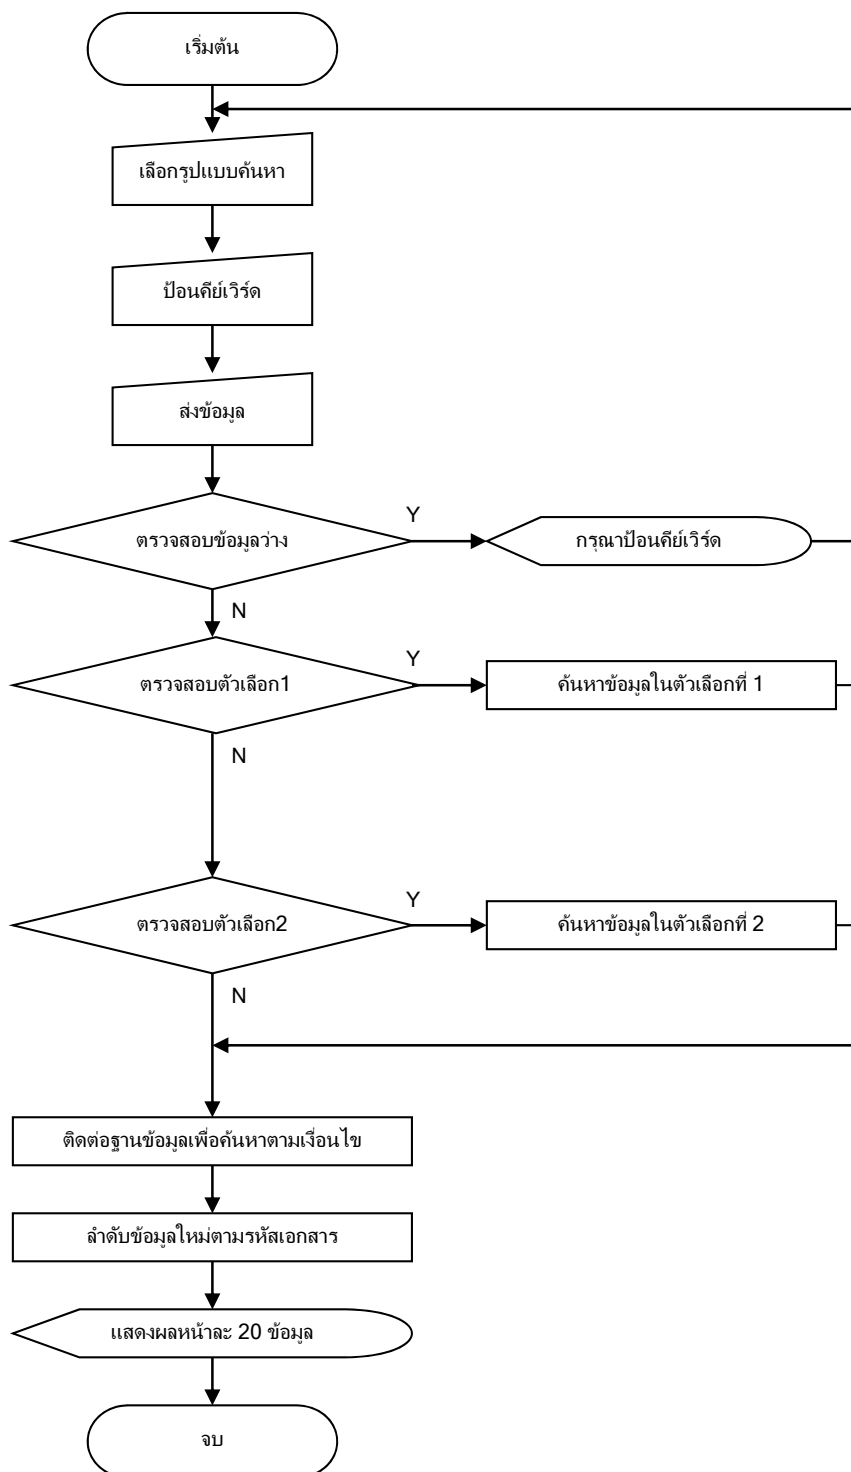 เริ่มต้น
เลือกรูปแบบค้นหา
ป้อนคีย์เวิร์ด
ส่งข้อมูล
ตรวจสอบข้อมูลว่าง
Y
กรุณาป้อนคีย์เวิร์ด
N
ตรวจสอบตัวเลือก1
Y
ค้นหาข้อมูลในตัวเลือกที่ 1
N
ตรวจสอบตัวเลือก2
Y
ค้นหาข้อมูลในตัวเลือกที่ 2
N
ติดต่อฐานข้อมูลเพื่อค้นหาตามเงื่อนไข
ลำดับข้อมูลใหม่ตามรหัสเอกสาร
แสดงผลหน้าละ 20 ข้อมูล
จบ